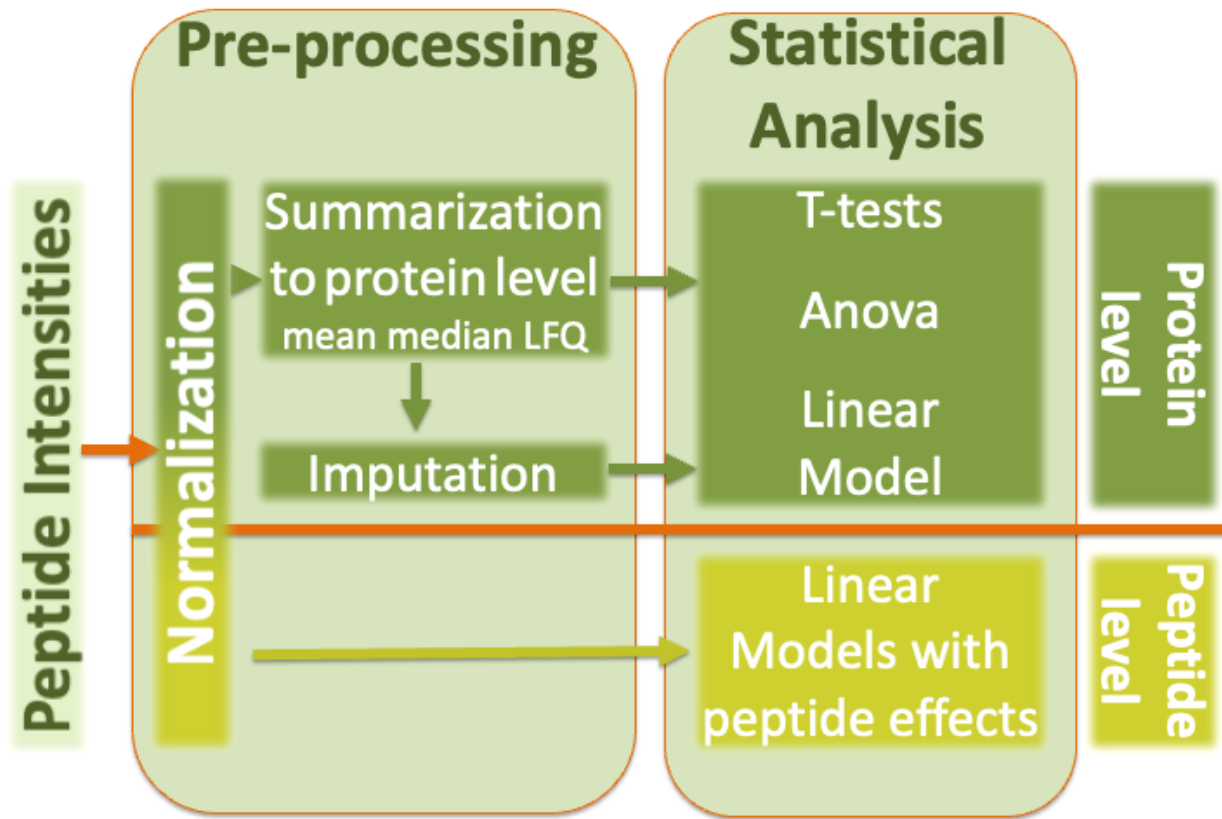 Pre-processing
Statistical
Analysis
Peptide Intensities
Normalization
Summarization
to protein level
mean median LFQ
Imputation
T-tests
Anova
Linear
Model
Protein
level
Linear
Models with
peptide effects
Peptide
level